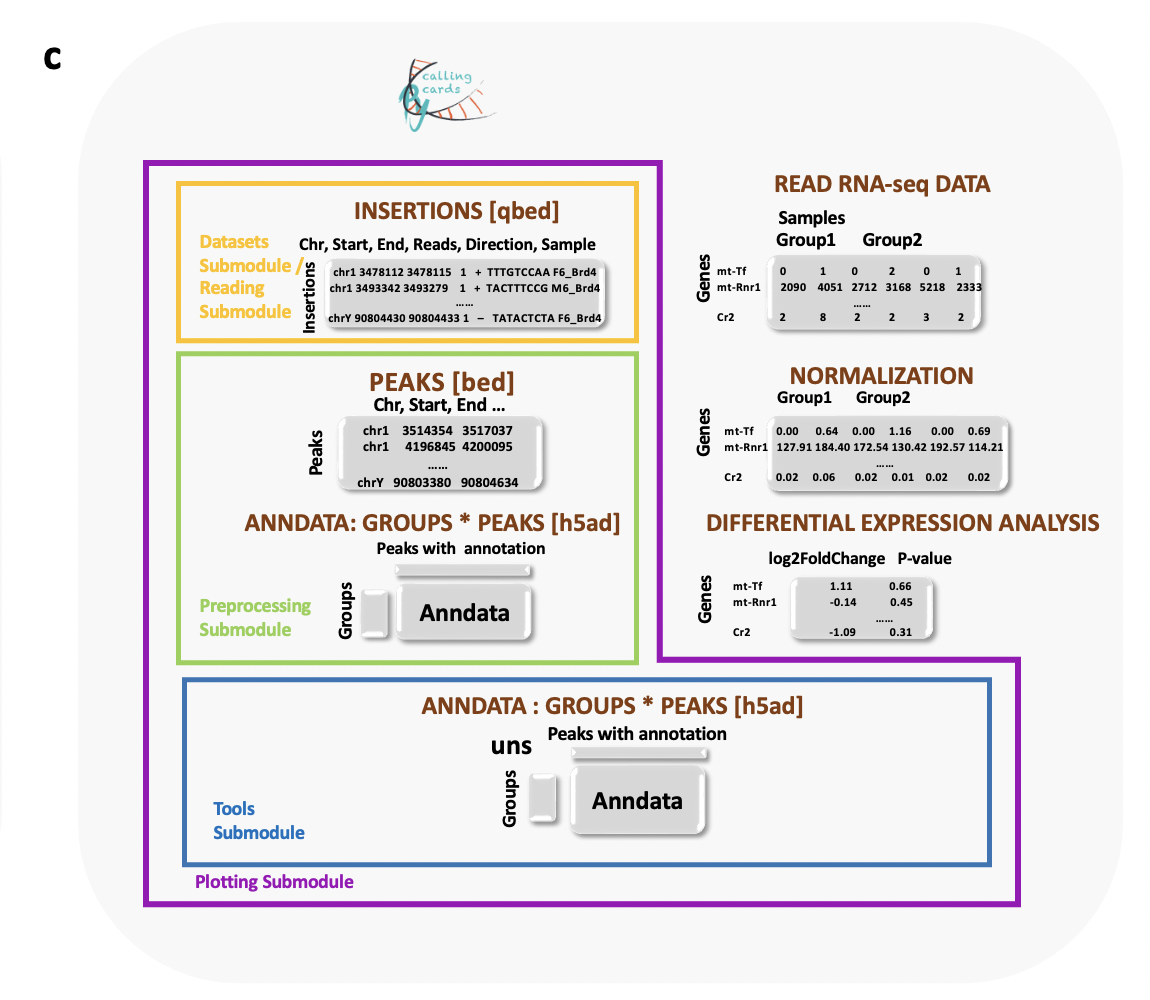 c
calling
cards
Py
INSERTIONS [qbed]
Datasets
Submodule /
Reading
Submodule
Chr, Start, End, Reads, Direction, Sample
Insertions
chr1 3478112 3478115 1 + TTTGTCCAA F6_Brd4
chr1 3493342 3493279 1 + TACTTTCCG M6_Brd4
......
chrY 90804430 90804433 1 – TATACTCTA F6_Brd4
PEAKS [bed]
Chr, Start, End ...
Peaks
chr1 3514354 3517037
chr1 4196845 4200095
......
chrY 90803380 90804634
ANNDATA: GROUPS * PEAKS [h5ad]
Peaks with annotation
Groups
Anndata
Preprocessing
Submodule
READ RNA-seq DATA
Samples
Group1 Group2
Genes
mt-Tf 0 1 0 2 0 1
mt-Rnr1 2090 4051 2712 3168 5218 2333
......
Cr2 2 8 2 2 3 2
NORMALIZATION
Group1 Group2
Genes
mt-Tf 0.00 0.64 0.00 1.16 0.00 0.69
mt-Rnr1 127.91 184.40 172.54 130.42 192.57 114.21
......
Cr2 0.02 0.06 0.02 0.01 0.02 0.02
DIFFERENTIAL EXPRESSION ANALYSIS
log2FoldChange P-value
Genes
mt-Tf 1.11 0.66
mt-Rnr1 -0.14 0.45
......
Cr2 -1.09 0.31
ANNDATA : GROUPS * PEAKS [h5ad]
uns
Peaks with annotation
Groups
Anndata
Tools
Submodule
Plotting Submodule